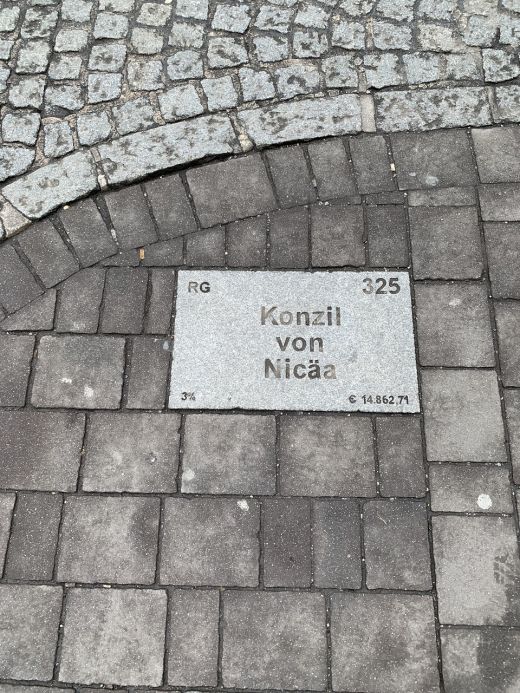 RG 325
Konzil
von
Nicäa
3% € 14.862,71